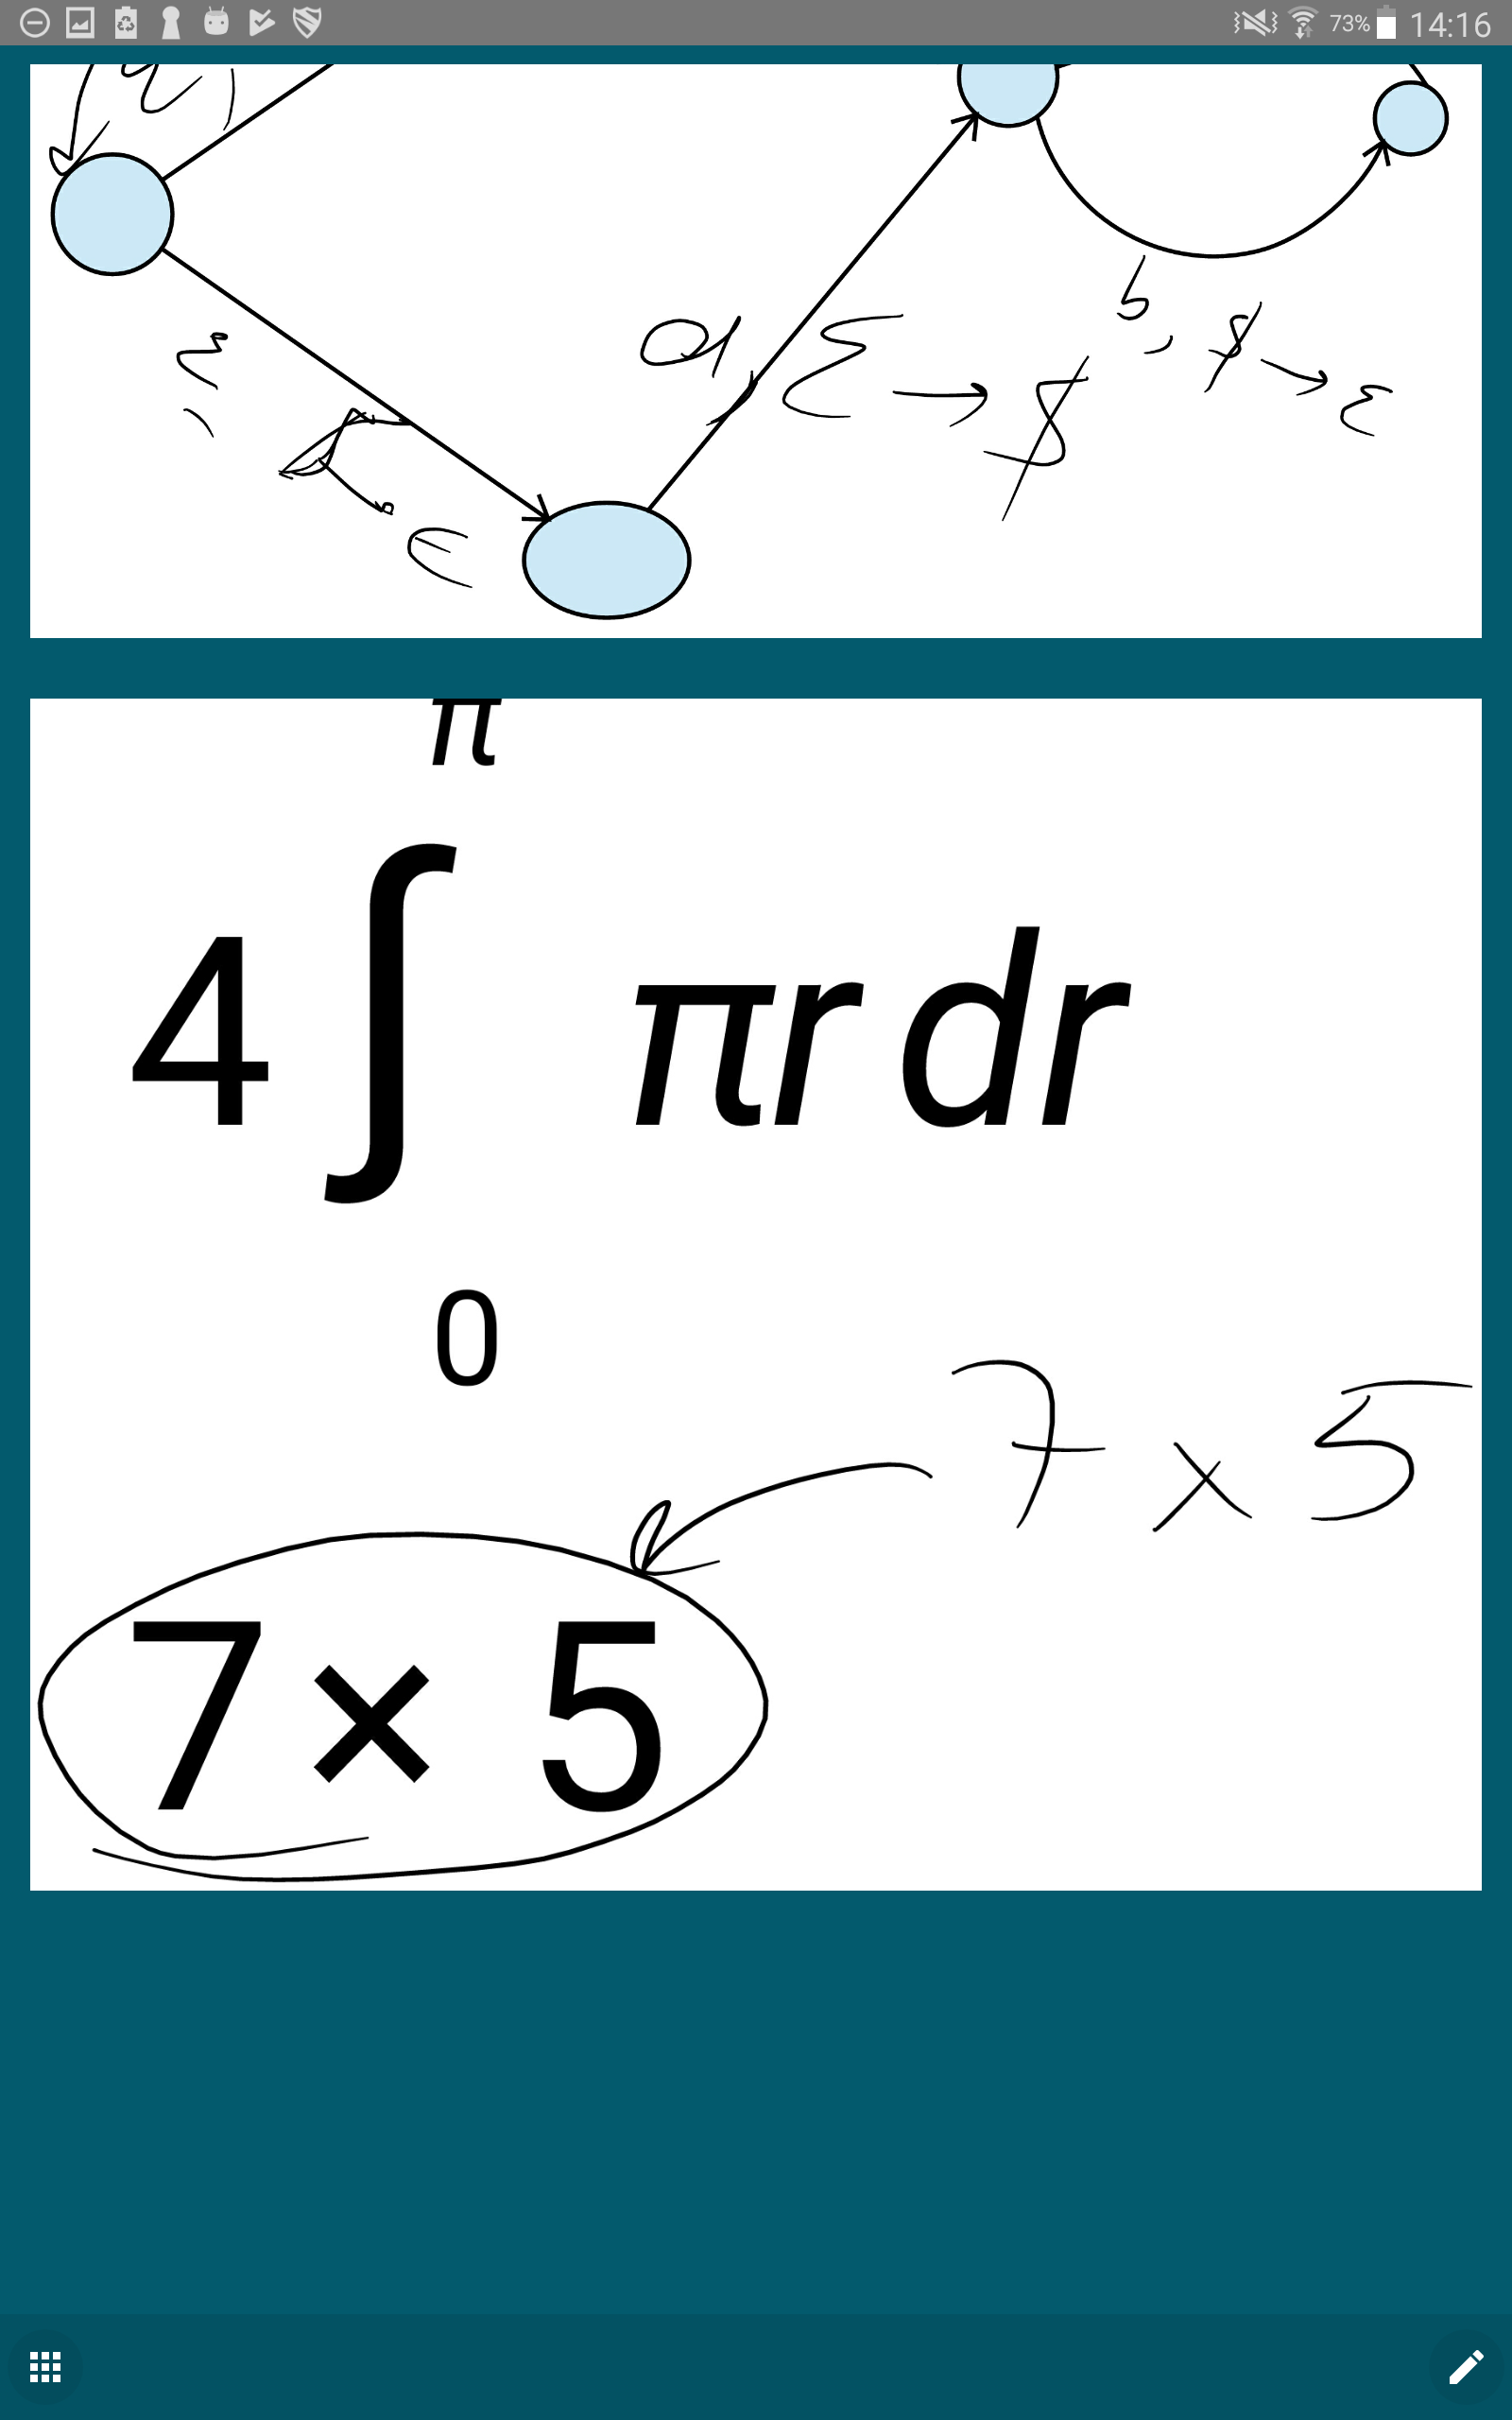 73% 14:16
a, ε → $
b, $ → ε
π
4 ∫ πr dr
0
7 × 5
7 × 5